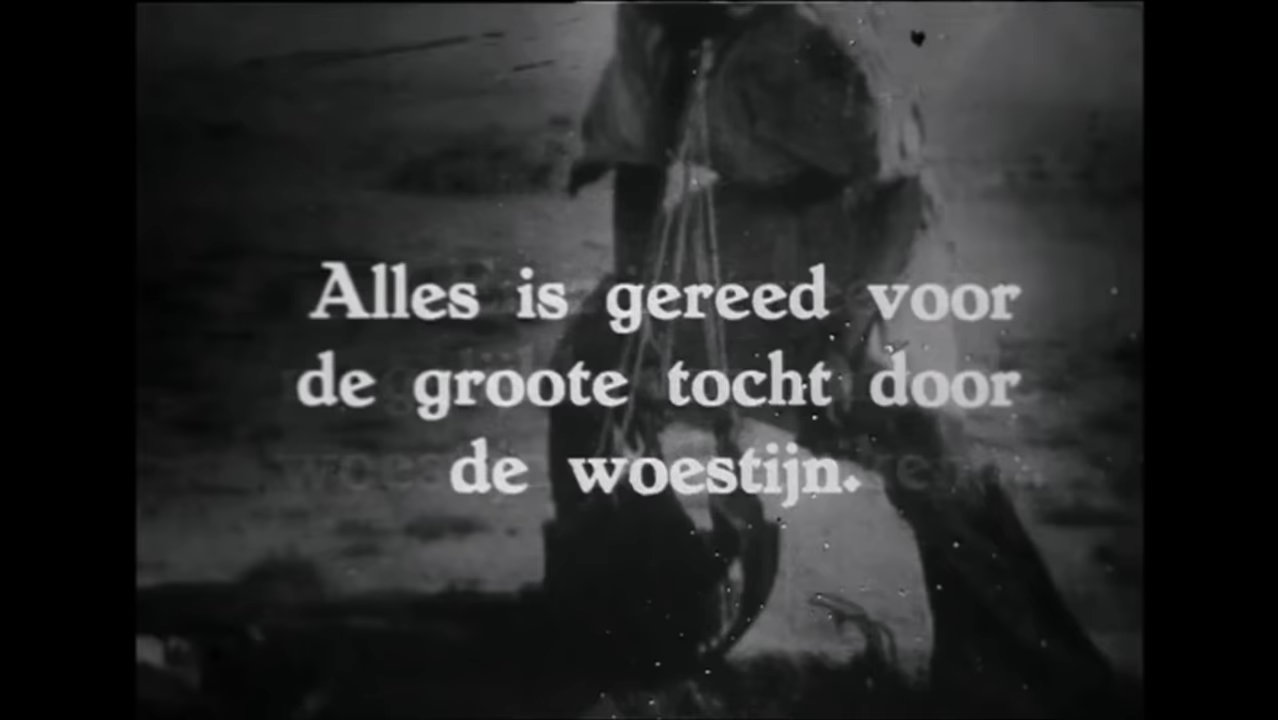 Alles is gereed voor
de groote tocht door
de woestijn.